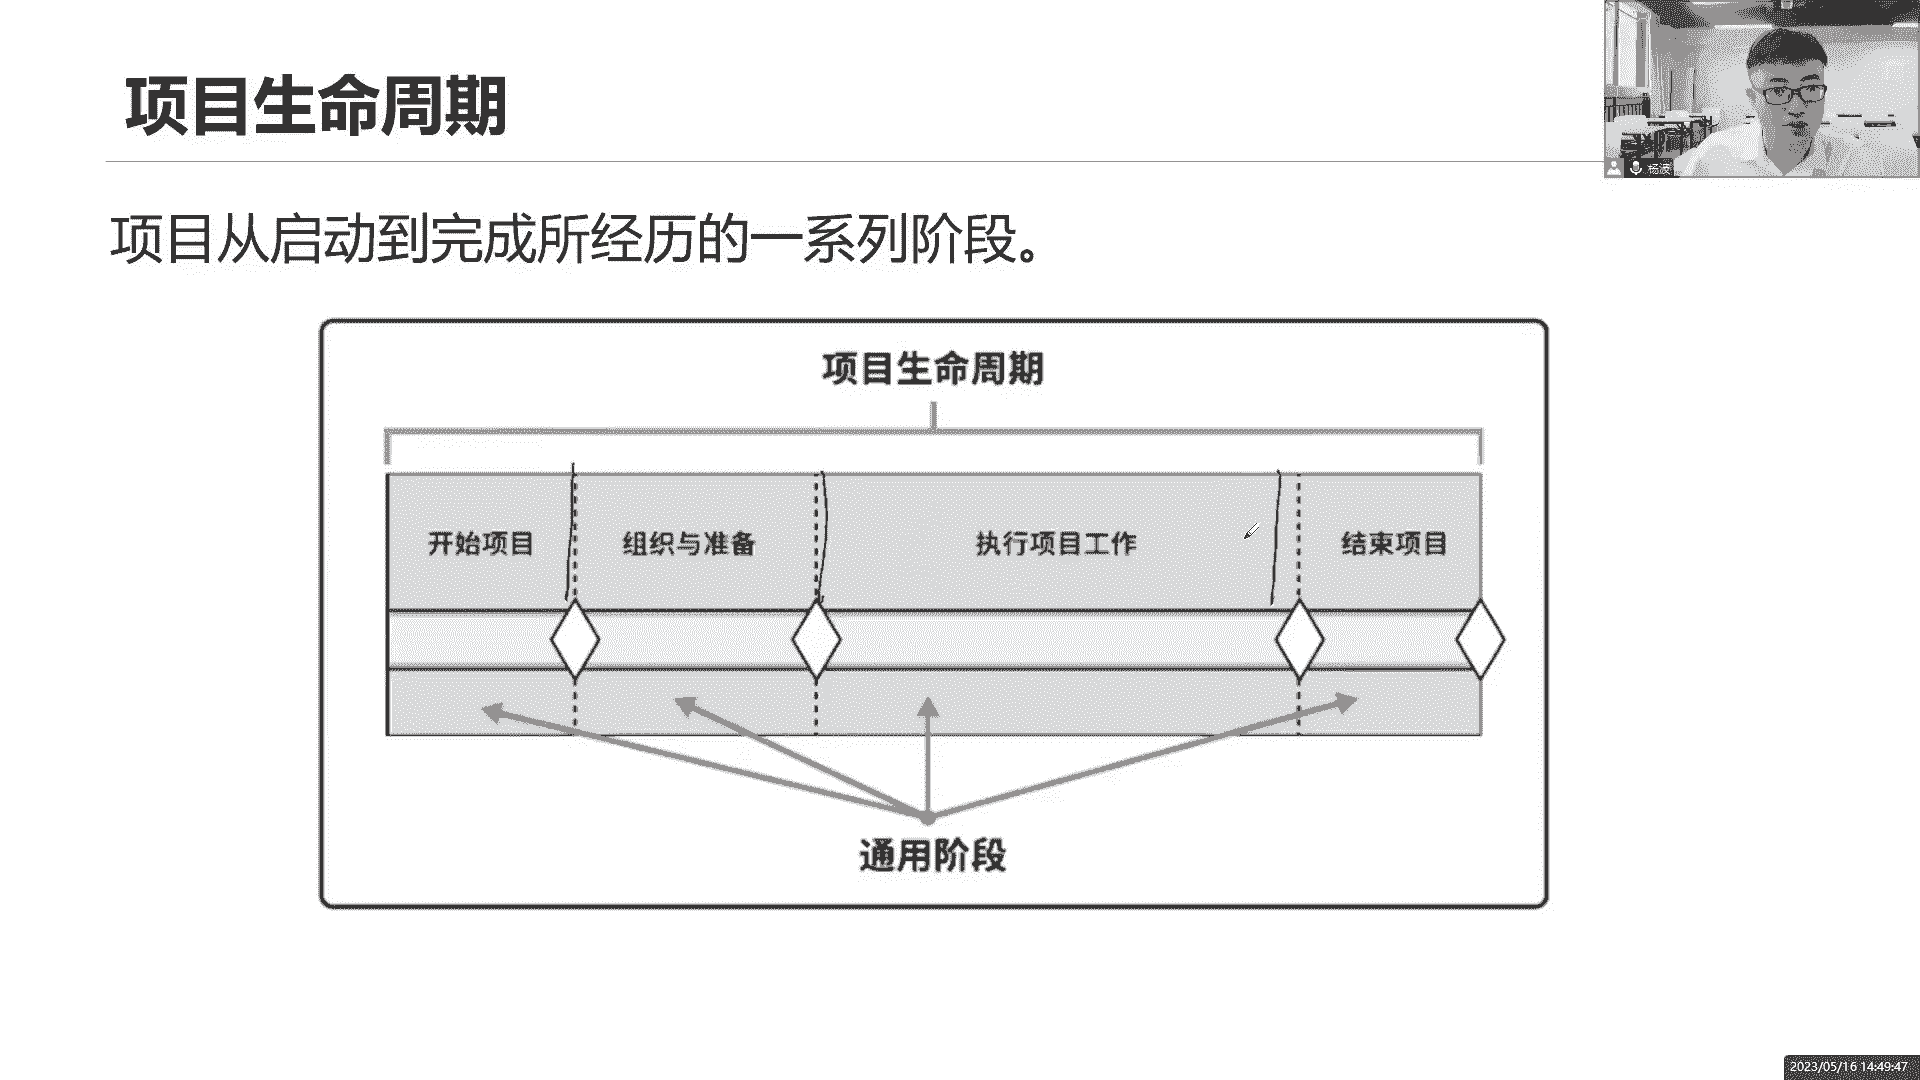 项目生命周期
杨波
项目从启动到完成所经历的一系列阶段。
项目生命周期
开始项目 组织与准备 执行项目工作 结束项目
通用阶段
2023/05/16 14:49:47